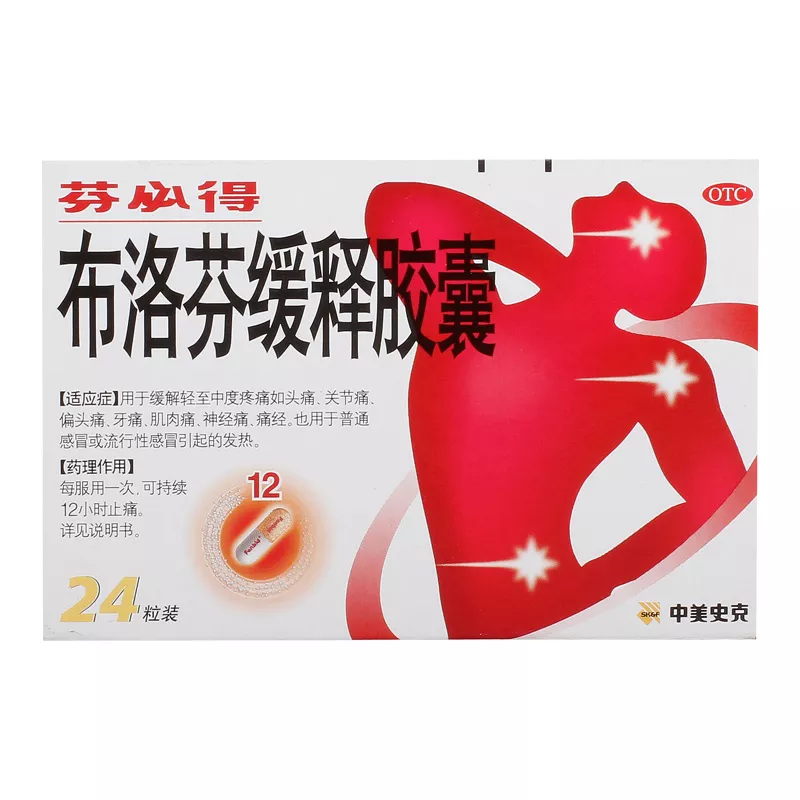 芬必得
OTC
布洛芬缓释胶囊
【适应症】用于缓解轻至中度疼痛如头痛、关节痛、
偏头痛、牙痛、肌肉痛、神经痛、痛经。也用于普通
感冒或流行性感冒引起的发热。
【药理作用】
每服用一次，可持续
12小时止痛。
详见说明书。
12
Fenbid
24粒装
SK&F 中美史克